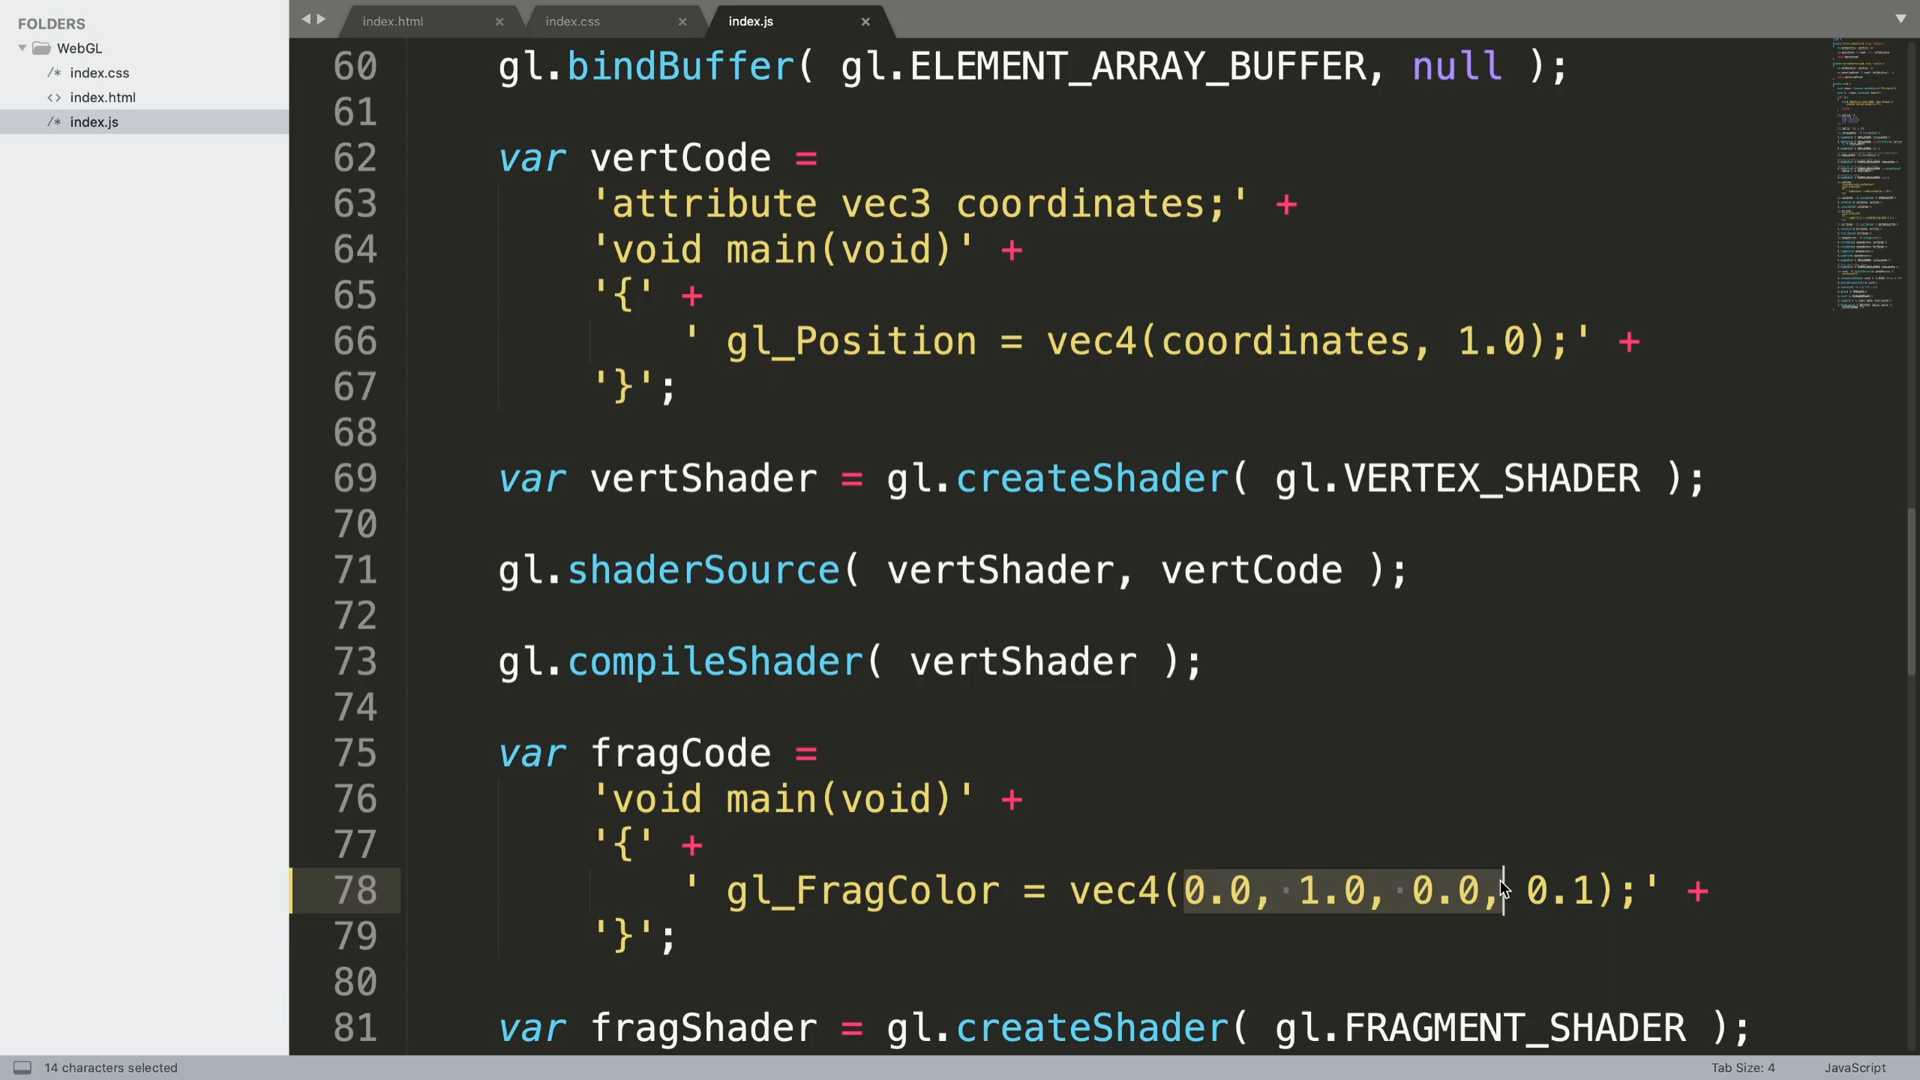 FOLDERS
WebGL
/* index.css
<> index.html
/* index.js
index.html ×
index.css ×
index.js ×
60 gl.bindBuffer( gl.ELEMENT_ARRAY_BUFFER, null );
61
62 var vertCode =
63 'attribute vec3 coordinates;' +
64 'void main(void)' +
65 '{' +
66 ' gl_Position = vec4(coordinates, 1.0);' +
67 '}';
68
69 var vertShader = gl.createShader( gl.VERTEX_SHADER );
70
71 gl.shaderSource( vertShader, vertCode );
72
73 gl.compileShader( vertShader );
74
75 var fragCode =
76 'void main(void)' +
77 '{' +
78 ' gl_FragColor = vec4(0.0, 1.0, 0.0, 0.1);' +
79 '}';
80
81 var fragShader = gl.createShader( gl.FRAGMENT_SHADER );
14 characters selected
Tab Size: 4
JavaScript